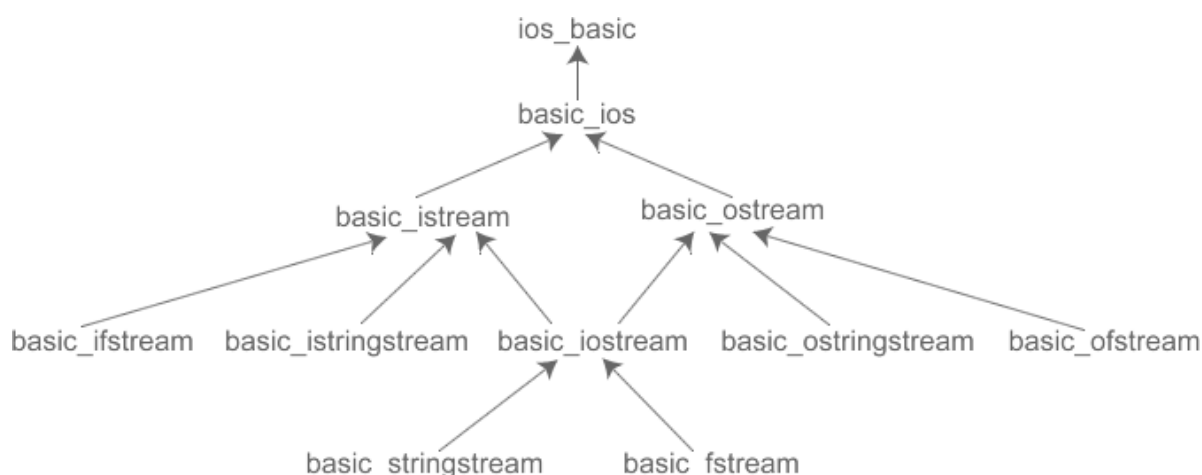 ios_basic
basic_ios
basic_istream
basic_ostream
basic_ifstream
basic_istringstream
basic_iostream
basic_ostringstream
basic_ofstream
basic_stringstream
basic_fstream